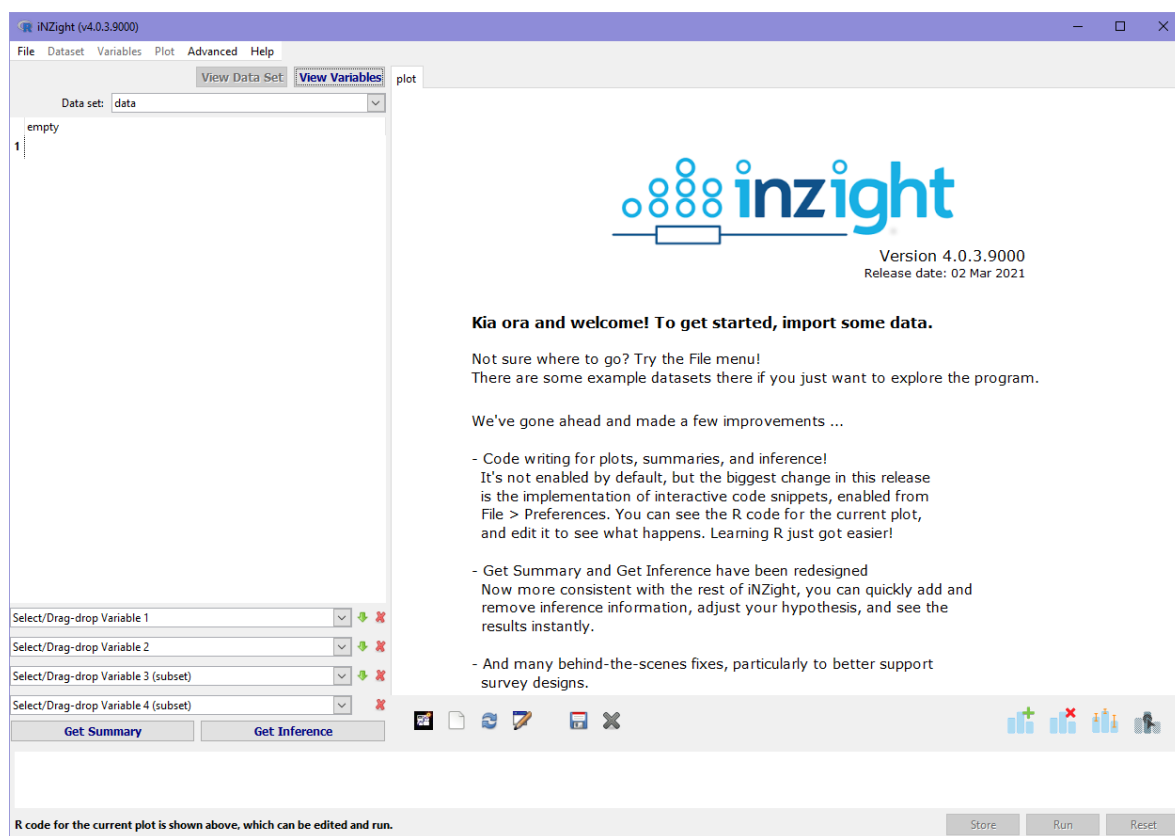 iNZight (v4.0.3.9000)
File Dataset Variables Plot Advanced Help
View Data Set View Variables
plot
Data set: data
empty
1
inzight
Version 4.0.3.9000
Release date: 02 Mar 2021
Kia ora and welcome! To get started, import some data.
Not sure where to go? Try the File menu!
There are some example datasets there if you just want to explore the program.
We've gone ahead and made a few improvements ...
- Code writing for plots, summaries, and inference!
It's not enabled by default, but the biggest change in this release
is the implementation of interactive code snippets, enabled from
File > Preferences. You can see the R code for the current plot,
and edit it to see what happens. Learning R just got easier!
- Get Summary and Get Inference have been redesigned
Now more consistent with the rest of iNZight, you can quickly add and
remove inference information, adjust your hypothesis, and see the
results instantly.
- And many behind-the-scenes fixes, particularly to better support
survey designs.
Select/Drag-drop Variable 1
Select/Drag-drop Variable 2
Select/Drag-drop Variable 3 (subset)
Select/Drag-drop Variable 4 (subset)
Get Summary Get Inference
R code for the current plot is shown above, which can be edited and run.
Store Run Reset